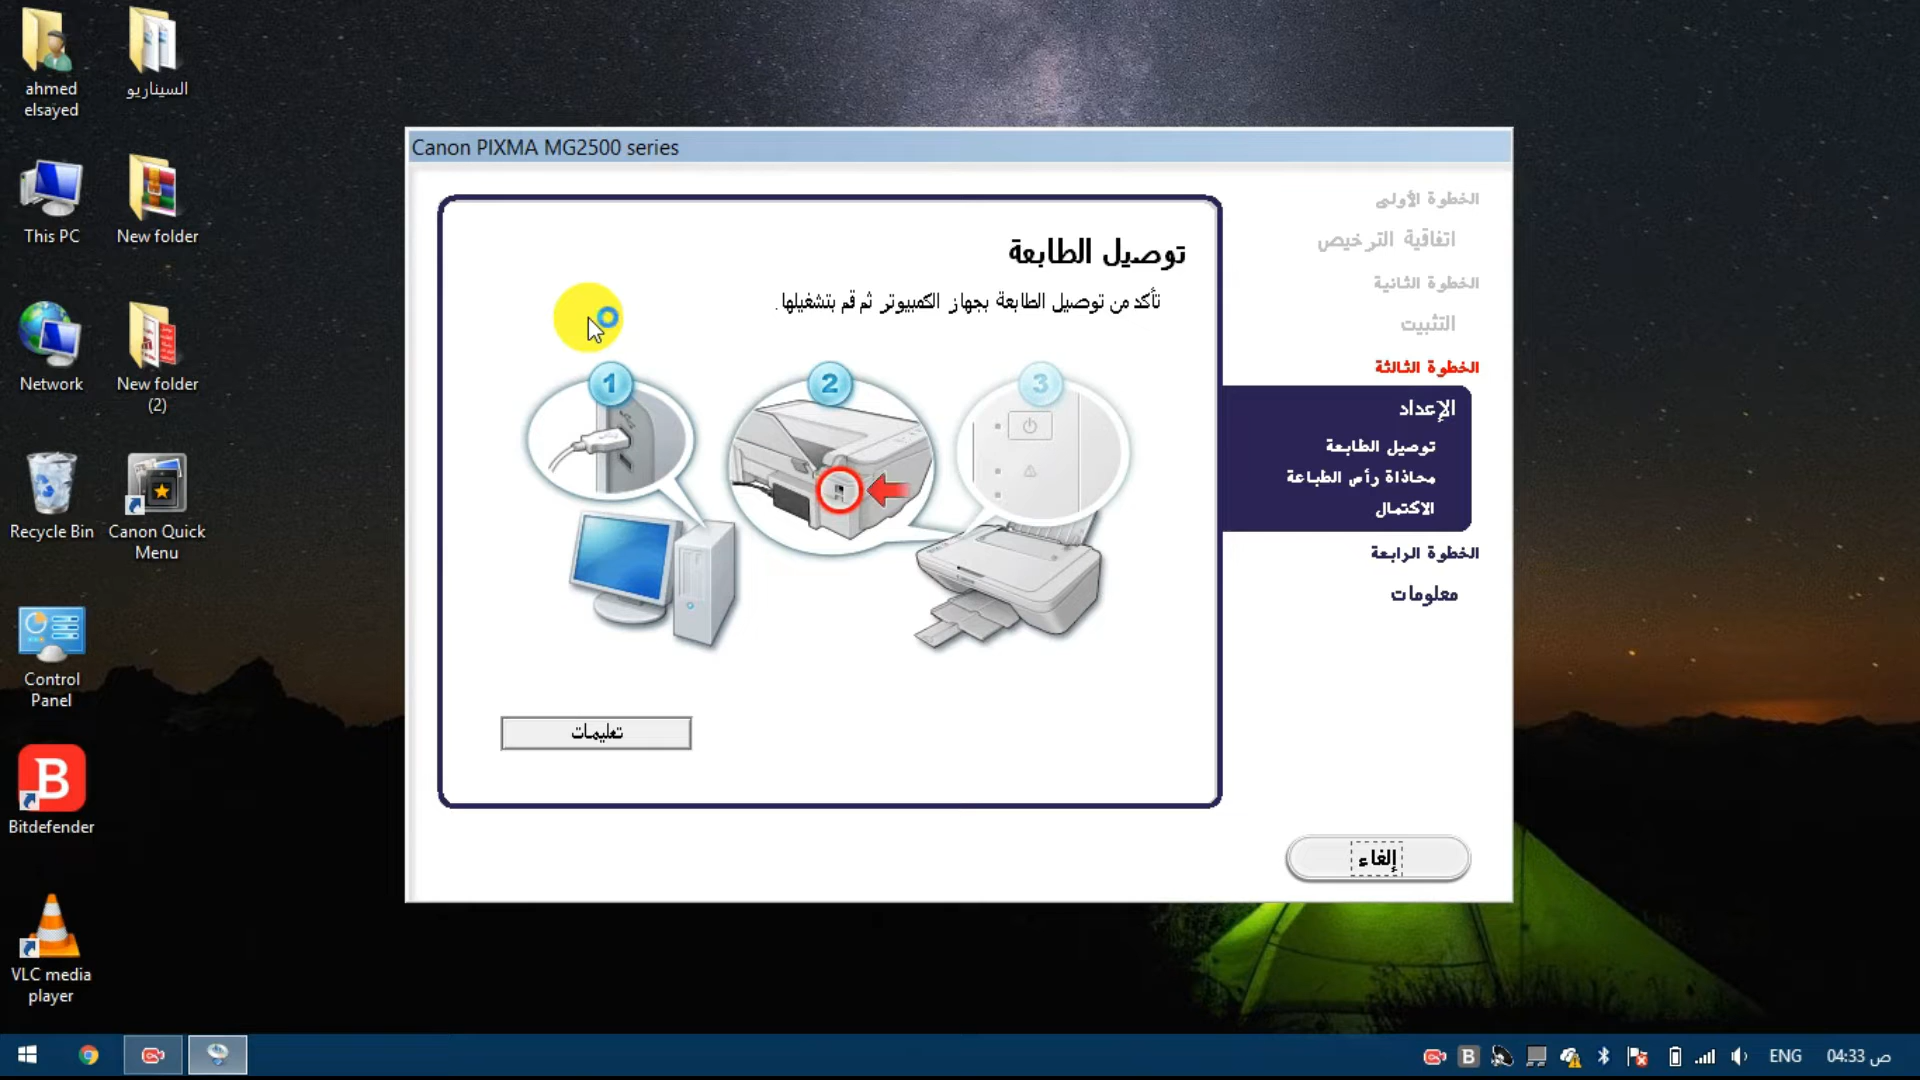 ahmed
elsayed
السيناريو
This PC
New folder
Network
New folder
(2)
Recycle Bin
Canon Quick
Menu
Control
Panel
B
Bitdefender
VLC media
player
Canon PIXMA MG2500 series
توصيل الطابعة
تأكد من توصيل الطابعة بجهاز الكمبيوتر ثم قم بتشغيلها.
1
2
3
تعليمات
الخطوة الأولى
اتفاقية الترخيص
الخطوة الثانية
التثبيت
الخطوة الثالثة
الإعداد
توصيل الطابعة
محاذاة رأس الطباعة
الاكتمال
الخطوة الرابعة
معلومات
إلغاء
B
ENG
04:33 ص